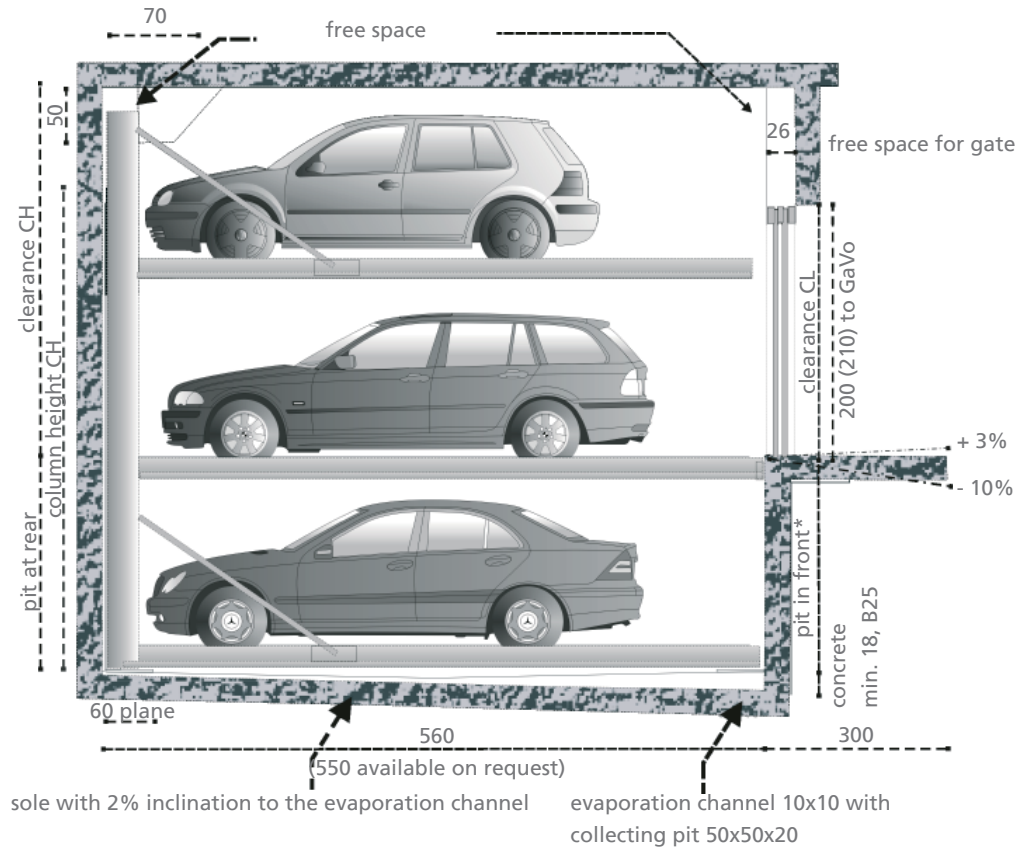 70
free space
50
26
free space for gate
clearance CH
column height CH
pit at rear
clearance CL
200 (210) to GaVo
+ 3%
- 10%
pit in front*
concrete
min. 18, B25
60 plane
560
300
(550 available on request)
sole with 2% inclination to the evaporation channel
evaporation channel 10x10 with
collecting pit 50x50x20